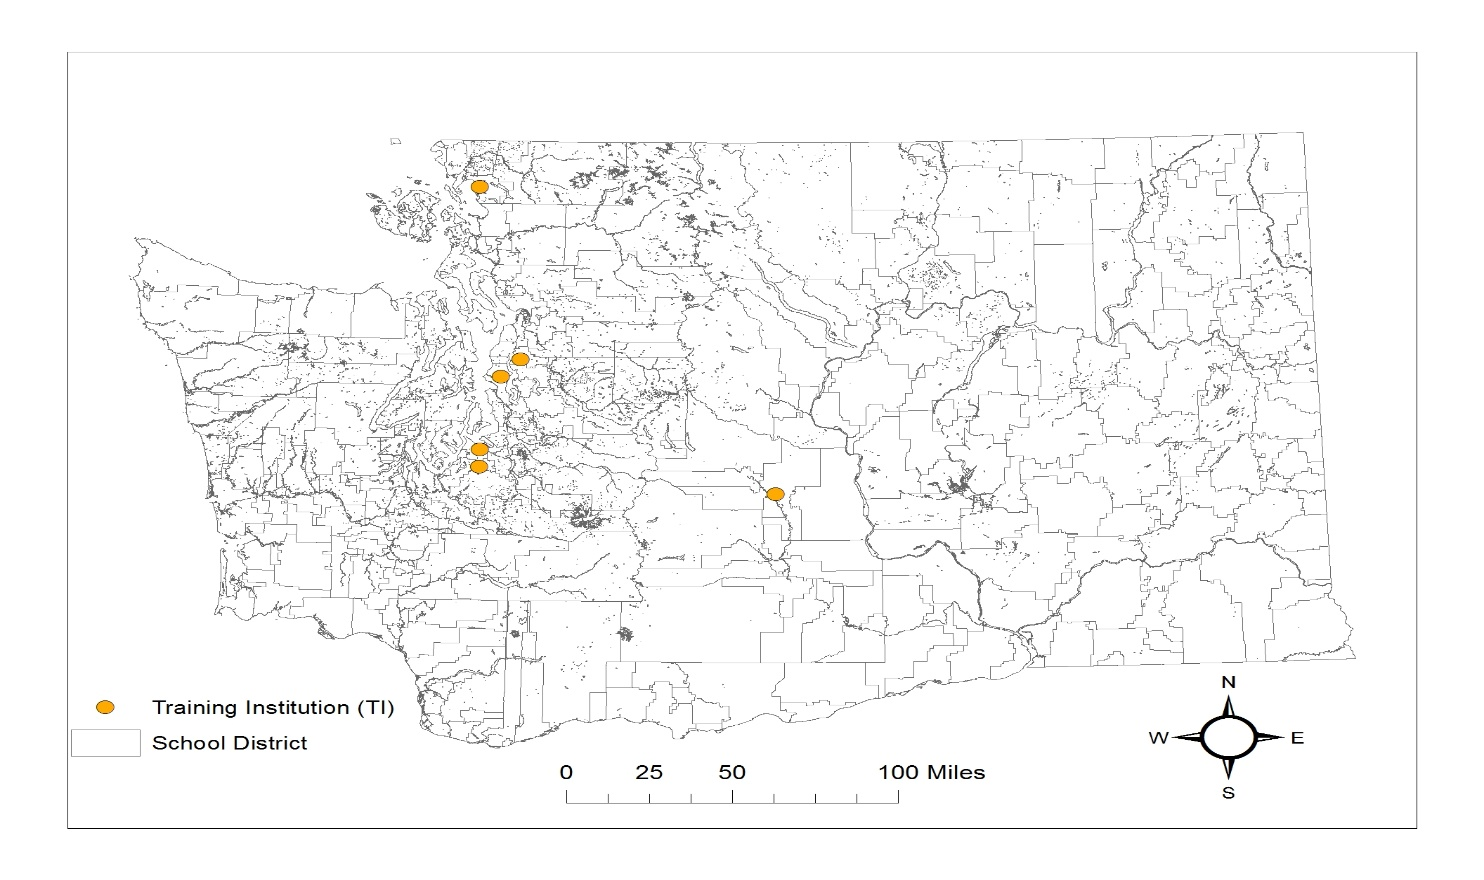 N
Training Institution (TI)
W E
School District
0 25 50 100 Miles
S